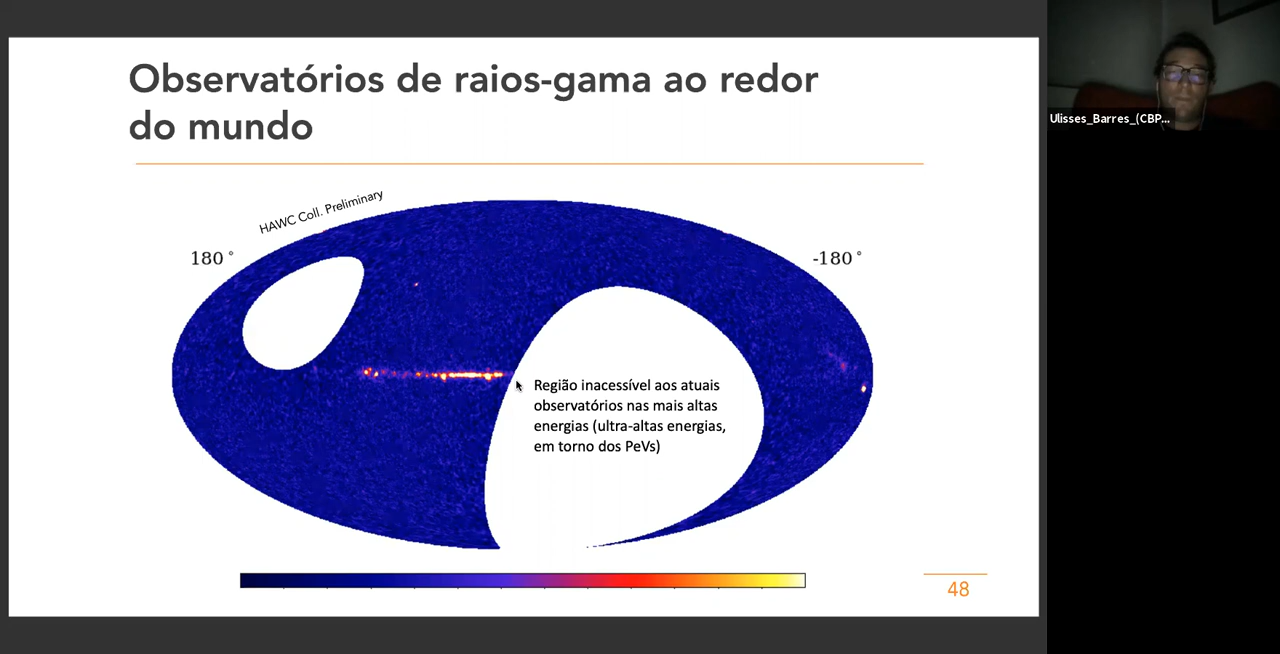 Observatórios de raios-gama ao redor
do mundo
HAWC Coll. Preliminary
180°
-180°
Região inacessível aos atuais
observatórios nas mais altas
energias (ultra-altas energias,
em torno dos PeVs)
48
Ulisses_Barres_(CBP...